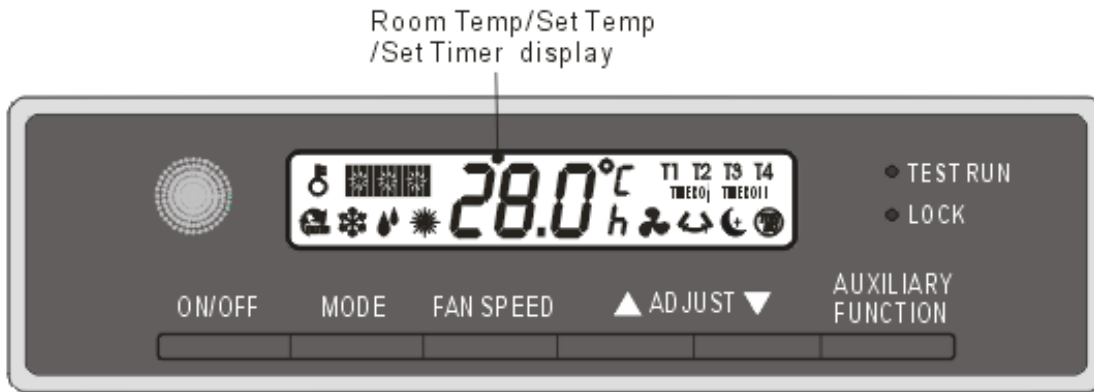 Room Temp/Set Temp
/Set Timer display
28.0°C
h
T1 T2 T3 T4
TEST RUN
LOCK
ON/OFF
MODE
FAN SPEED
▲ ADJUST ▼
AUXILIARY
FUNCTION